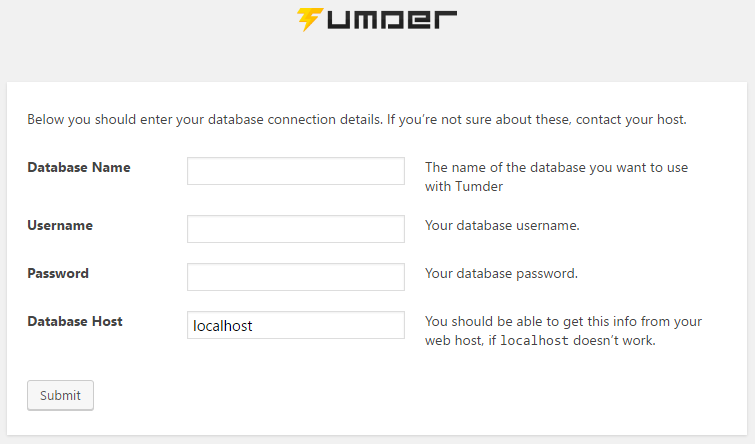 Tumder
Below you should enter your database connection details. If you’re not sure about these, contact your host.
Database Name
The name of the database you want to use
with Tumder
Username
Your database username.
Password
Your database password.
Database Host
localhost
You should be able to get this info from your
web host, if localhost doesn’t work.
Submit